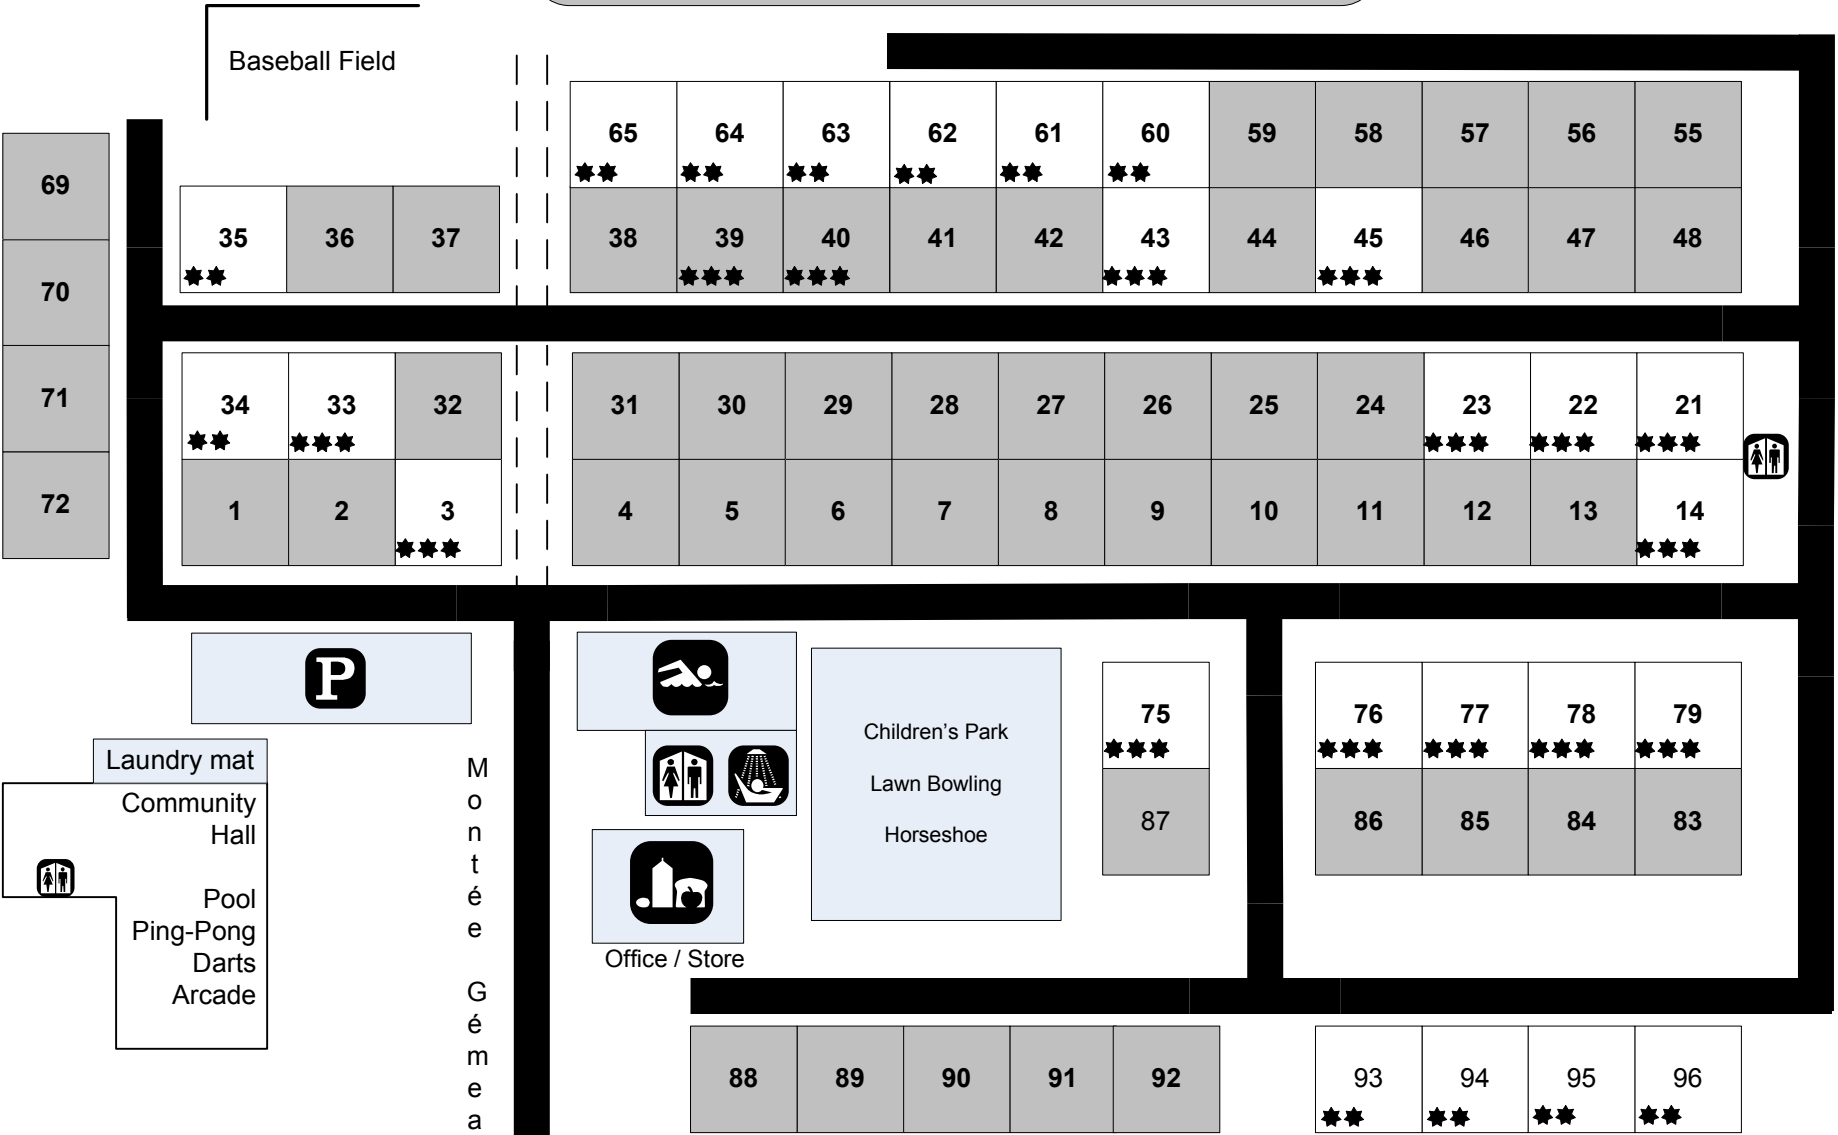 Baseball Field
65 64 63 62 61 60 59 58 57 56 55
69
35 36 37 38 39 40 41 42 43 44 45 46 47 48
70
71
34 33 32 31 30 29 28 27 26 25 24 23 22 21
72
1 2 3 4 5 6 7 8 9 10 11 12 13 14
P
75 76 77 78 79
87 86 85 84 83
Children's Park
Lawn Bowling
Horseshoe
Laundry mat
Community
Hall
Pool
Ping-Pong
Darts
Arcade
Montée Gémea
Office / Store
88 89 90 91 92 93 94 95 96